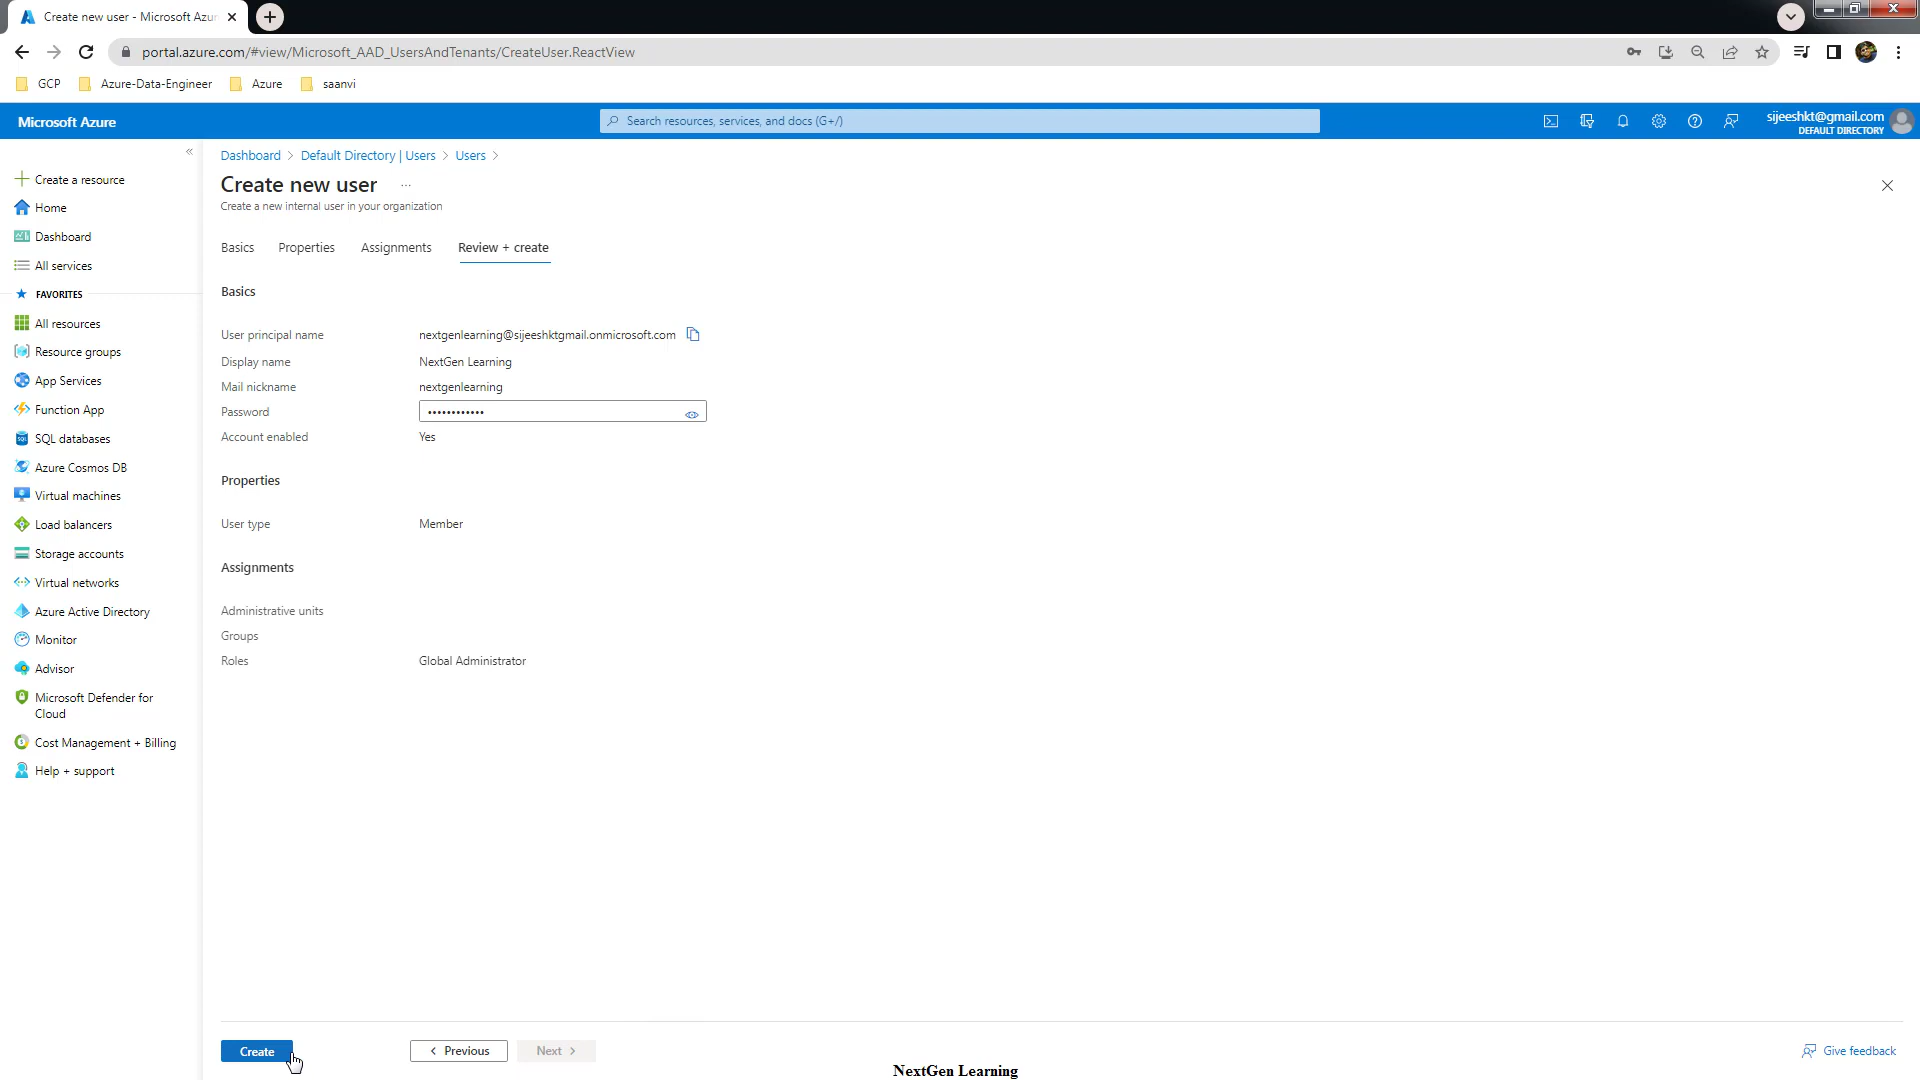 Create new user - Microsoft Azur
portal.azure.com/#view/Microsoft_AAD_UsersAndTenants/CreateUser.ReactView
GCP Azure-Data-Engineer Azure saanvi
Microsoft Azure
Search resources, services, and docs (G+/)
sijeeshkt@gmail.com
DEFAULT DIRECTORY
Create a resource
Home
Dashboard
All services
FAVORITES
All resources
Resource groups
App Services
Function App
SQL databases
Azure Cosmos DB
Virtual machines
Load balancers
Storage accounts
Virtual networks
Azure Active Directory
Monitor
Advisor
Microsoft Defender for
Cloud
Cost Management + Billing
Help + support
Dashboard > Default Directory | Users > Users >
Create new user ...
Create a new internal user in your organization
Basics Properties Assignments Review + create
Basics
User principal name nextgenlearning@sijeeshktgmail.onmicrosoft.com
Display name NextGen Learning
Mail nickname nextgenlearning
Password ••••••••••••
Account enabled Yes
Properties
User type Member
Assignments
Administrative units
Groups
Roles Global Administrator
Create < Previous Next >
Give feedback
NextGen Learning